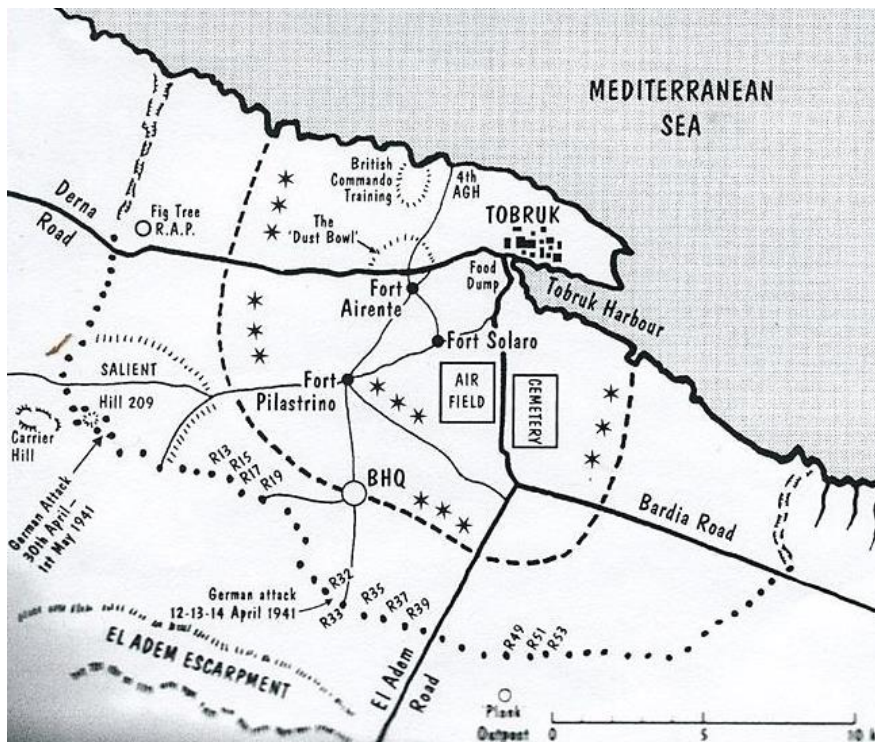 MEDITERRANEAN
SEA
British
Commando
Training
4th
AGH
TOBRUK
Derna
Road
Fig Tree
R.A.P.
The
'Dust Bowl'
Food
Dump
Tobruk Harbour
Fort
Airente
Fort Solaro
SALIENT
Hill 209
Fort
Pilastrino
AIR
FIELD
CEMETERY
Carrier
Hill
R13
R15
R17
R19
BHQ
German Attack
30th April –
1st May 1941
Bardia Road
German attack
12-13-14 April 1941
R32
R33
R35
R37
R39
R49
R51
R53
EL ADEM ESCARPMENT
El Adem
Road
'Plonk'
Outpost
0
5
10 k